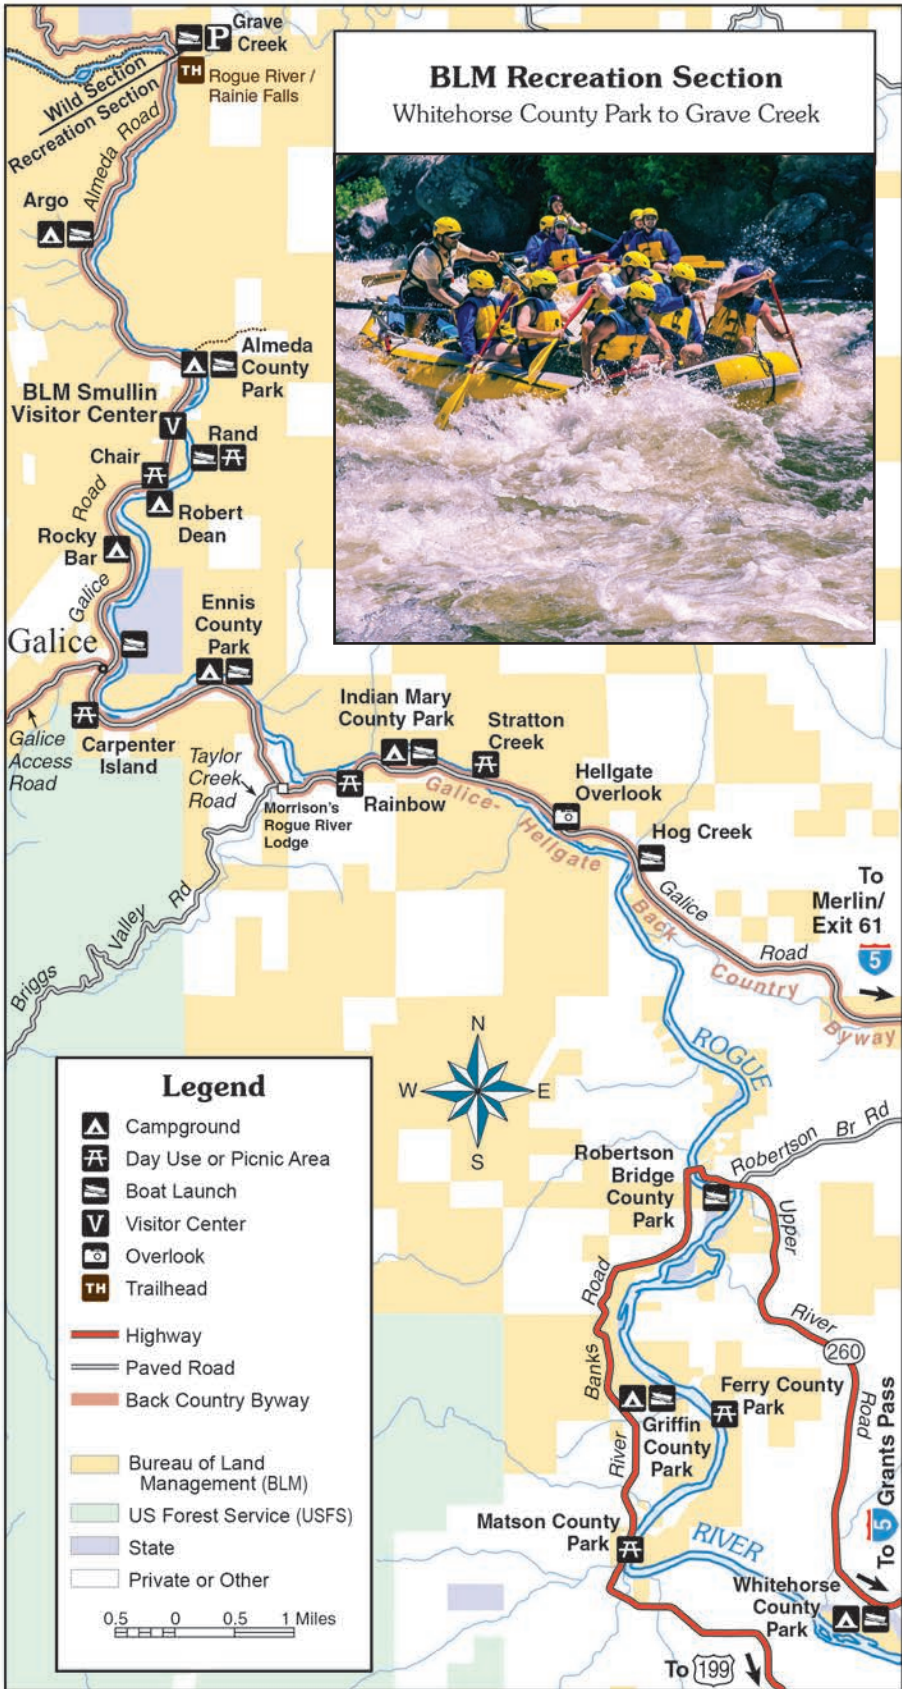 BLM Recreation Section
Whitehorse County Park to Grave Creek
Grave
Creek
P
TH
Rogue River /
Rainie Falls
Wild Section
Recreation Section
Almeda Road
Argo
Almeda
County
Park
BLM Smullin
Visitor Center
V
Rand
Chair
Road
Robert
Dean
Rocky
Bar
Galice
Ennis
County
Park
Galice
Galice
Access
Road
Carpenter
Island
Taylor
Creek
Road
Morrison's
Rogue River
Lodge
Indian Mary
County Park
Rainbow
Stratton
Creek
Galice-
Hellgate
Hellgate
Overlook
Hog Creek
Back
Galice
Road
Country
Byway
To
Merlin/
Exit 61
5
Briggs Valley Rd
N
W
E
S
ROGUE
Robertson
Bridge
County
Park
Robertson Br Rd
Upper
River
260
Road
Road
Banks
River
Ferry County
Park
Griffin
County
Park
Matson County
Park
RIVER
Whitehorse
County
Park
To 5 Grants Pass
To 199
Legend
Campground
Day Use or Picnic Area
Boat Launch
V Visitor Center
Overlook
TH Trailhead
Highway
Paved Road
Back Country Byway
Bureau of Land
Management (BLM)
US Forest Service (USFS)
State
Private or Other
0.5 0 0.5 1 Miles